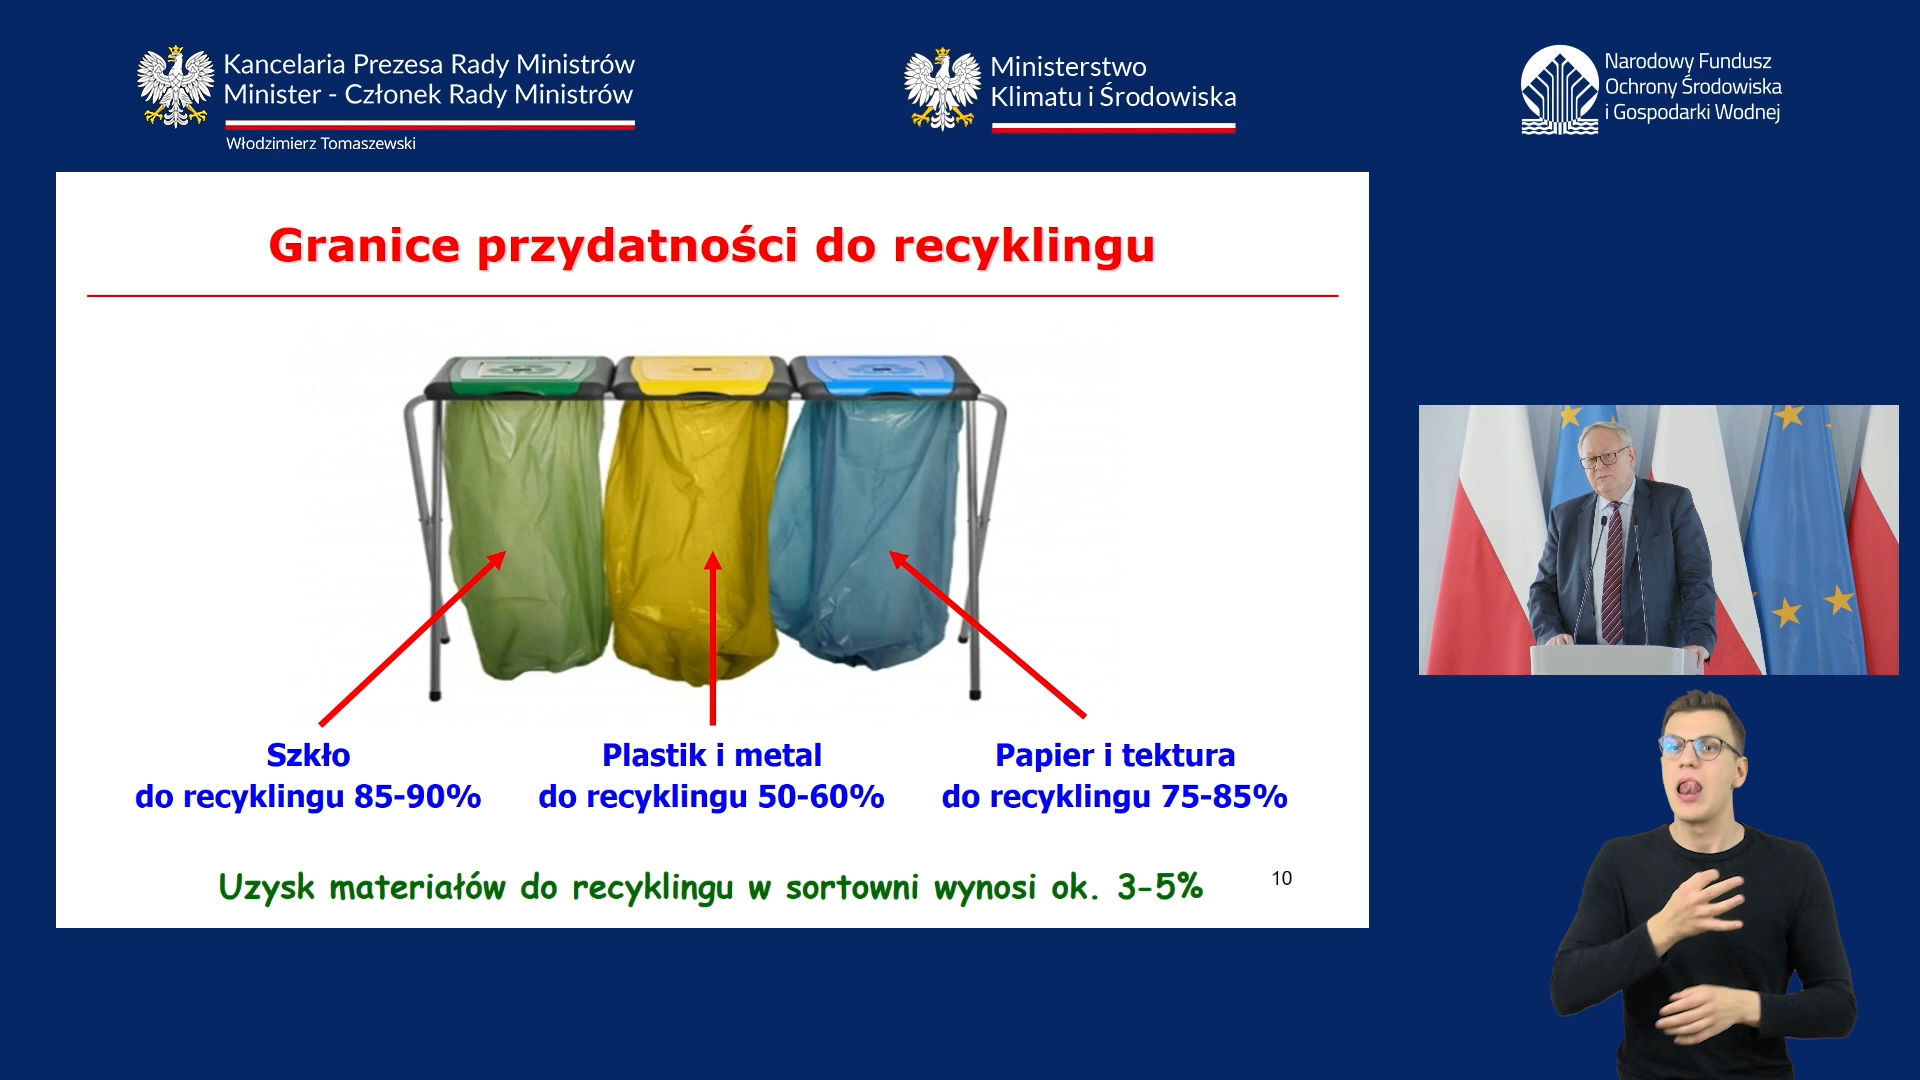 Kancelaria Prezesa Rady Ministrów
Minister - Członek Rady Ministrów
Włodzimierz Tomaszewski
Ministerstwo
Klimatu i Środowiska
Narodowy Fundusz
Ochrony Środowiska
i Gospodarki Wodnej
Granice przydatności do recyklingu
Szkło
do recyklingu 85-90%
Plastik i metal
do recyklingu 50-60%
Papier i tektura
do recyklingu 75-85%
Uzysk materiałów do recyklingu w sortowni wynosi ok. 3-5%
10